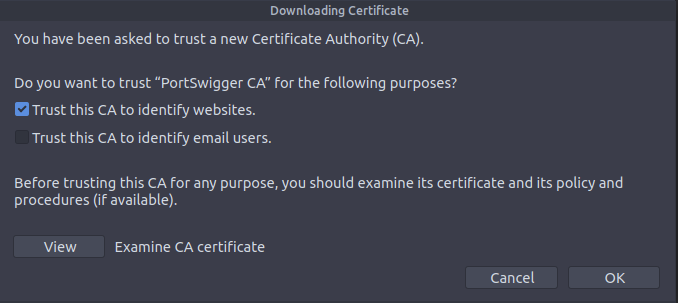 Downloading Certificate
You have been asked to trust a new Certificate Authority (CA).
Do you want to trust “PortSwigger CA” for the following purposes?
Trust this CA to identify websites.
Trust this CA to identify email users.
Before trusting this CA for any purpose, you should examine its certificate and its policy and
procedures (if available).
View Examine CA certificate
Cancel OK